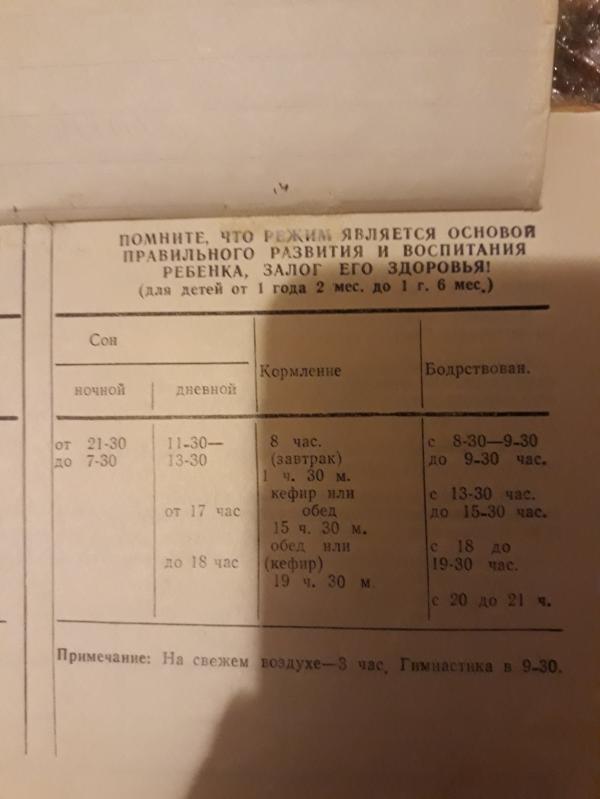 ПОМНИТЕ, ЧТО РЕЖИМ ЯВЛЯЕТСЯ ОСНОВОЙ
ПРАВИЛЬНОГО РАЗВИТИЯ И ВОСПИТАНИЯ
РЕБЕНКА, ЗАЛОГ ЕГО ЗДОРОВЬЯ!
(для детей от 1 года 2 мес. до 1 г. 6 мес.)
Сон
ночной
дневной
Кормление
Бодрствован.
от 21-30
до 7-30
11-30—
13-30
от 17 час
до 18 час
8 час.
(завтрак)
1 ч. 30 м.
кефир или
обед
15 ч. 30 м.
обед или
(кефир)
19 ч. 30 м.
с 8-30—9-30
до 9-30 час.
с 13-30 час.
до 15-30 час.
с 18 до
19-30 час.
с 20 до 21 ч.
Примечание: На свежем воздухе—3 час, Гимнастика в 9-30.